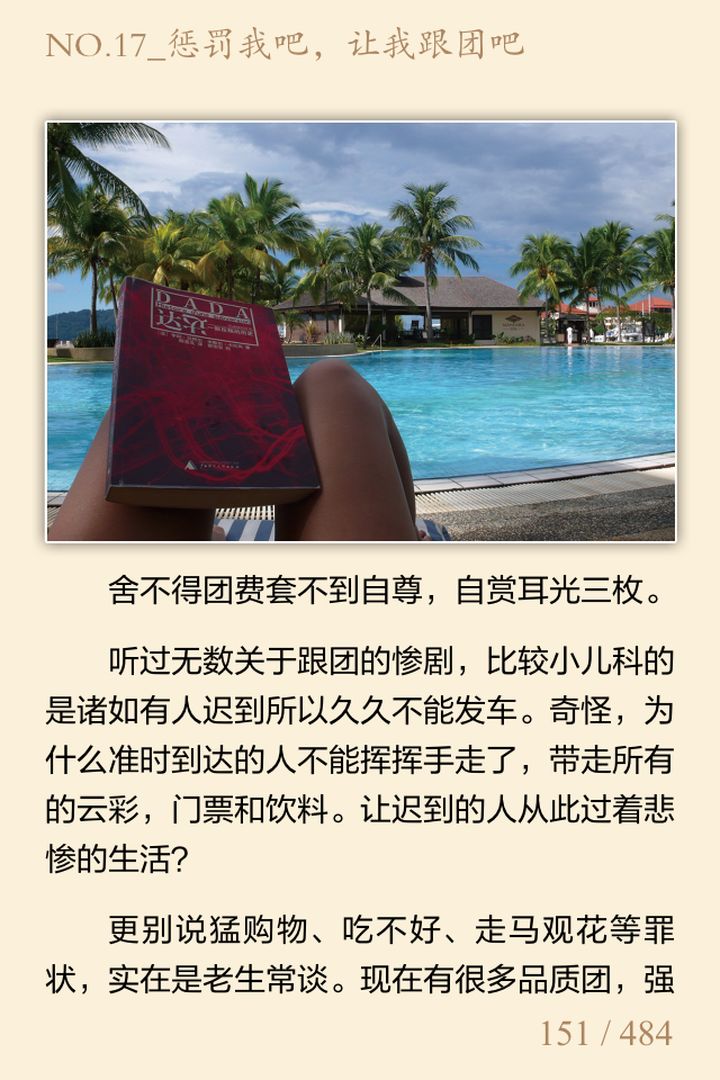 NO.17_惩罚我吧，让我跟团吧
DADA
达达
舍不得团费套不到自尊，自赏耳光三枚。
听过无数关于跟团的惨剧，比较小儿科的
是诸如有人迟到所以久久不能发车。奇怪，为
什么准时到达的人不能挥挥手走了，带走所有
的云彩，门票和饮料。让迟到的人从此过着悲
惨的生活？
更别说猛购物、吃不好、走马观花等罪
状，实在是老生常谈。现在有很多品质团，强
151 / 484